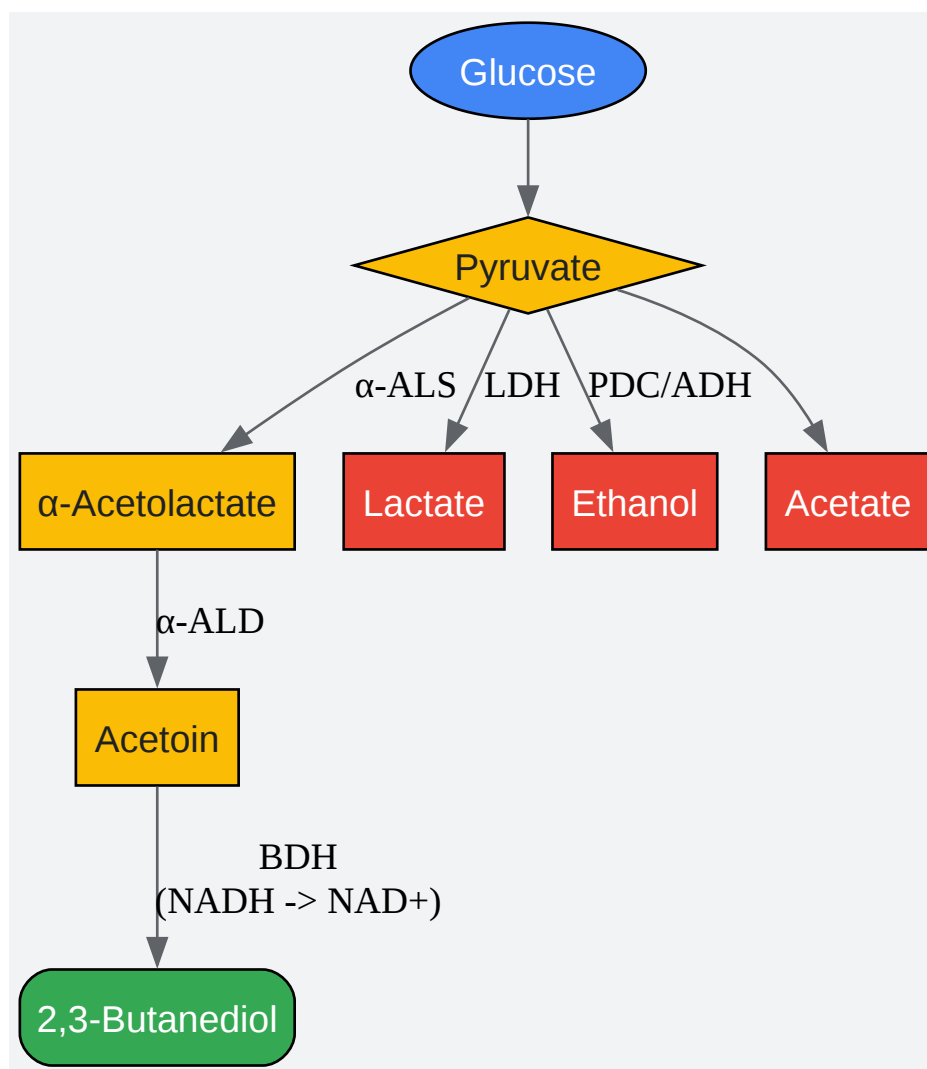 Glucose
Pyruvate
α-ALS
LDH
PDC/ADH
α-Acetolactate
Lactate
Ethanol
Acetate
α-ALD
Acetoin
BDH
(NADH -> NAD+)
2,3-Butanediol